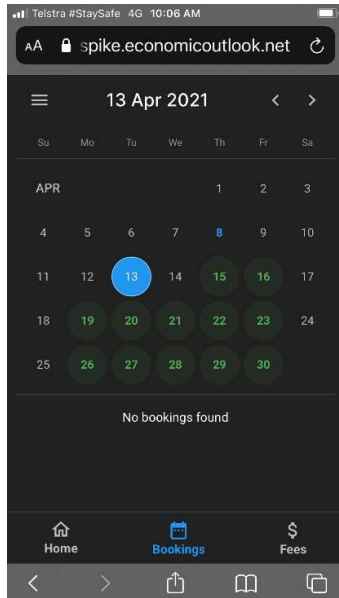 Telstra #StaySafe 4G 10:06 AM
AA spike.economicoutlook.net
13 Apr 2021 < >
Su Mo Tu We Th Fr Sa
APR 1 2 3
4 5 6 7 8 9 10
11 12 13 14 15 16 17
18 19 20 21 22 23 24
25 26 27 28 29 30
No bookings found
Home Bookings $ Fees